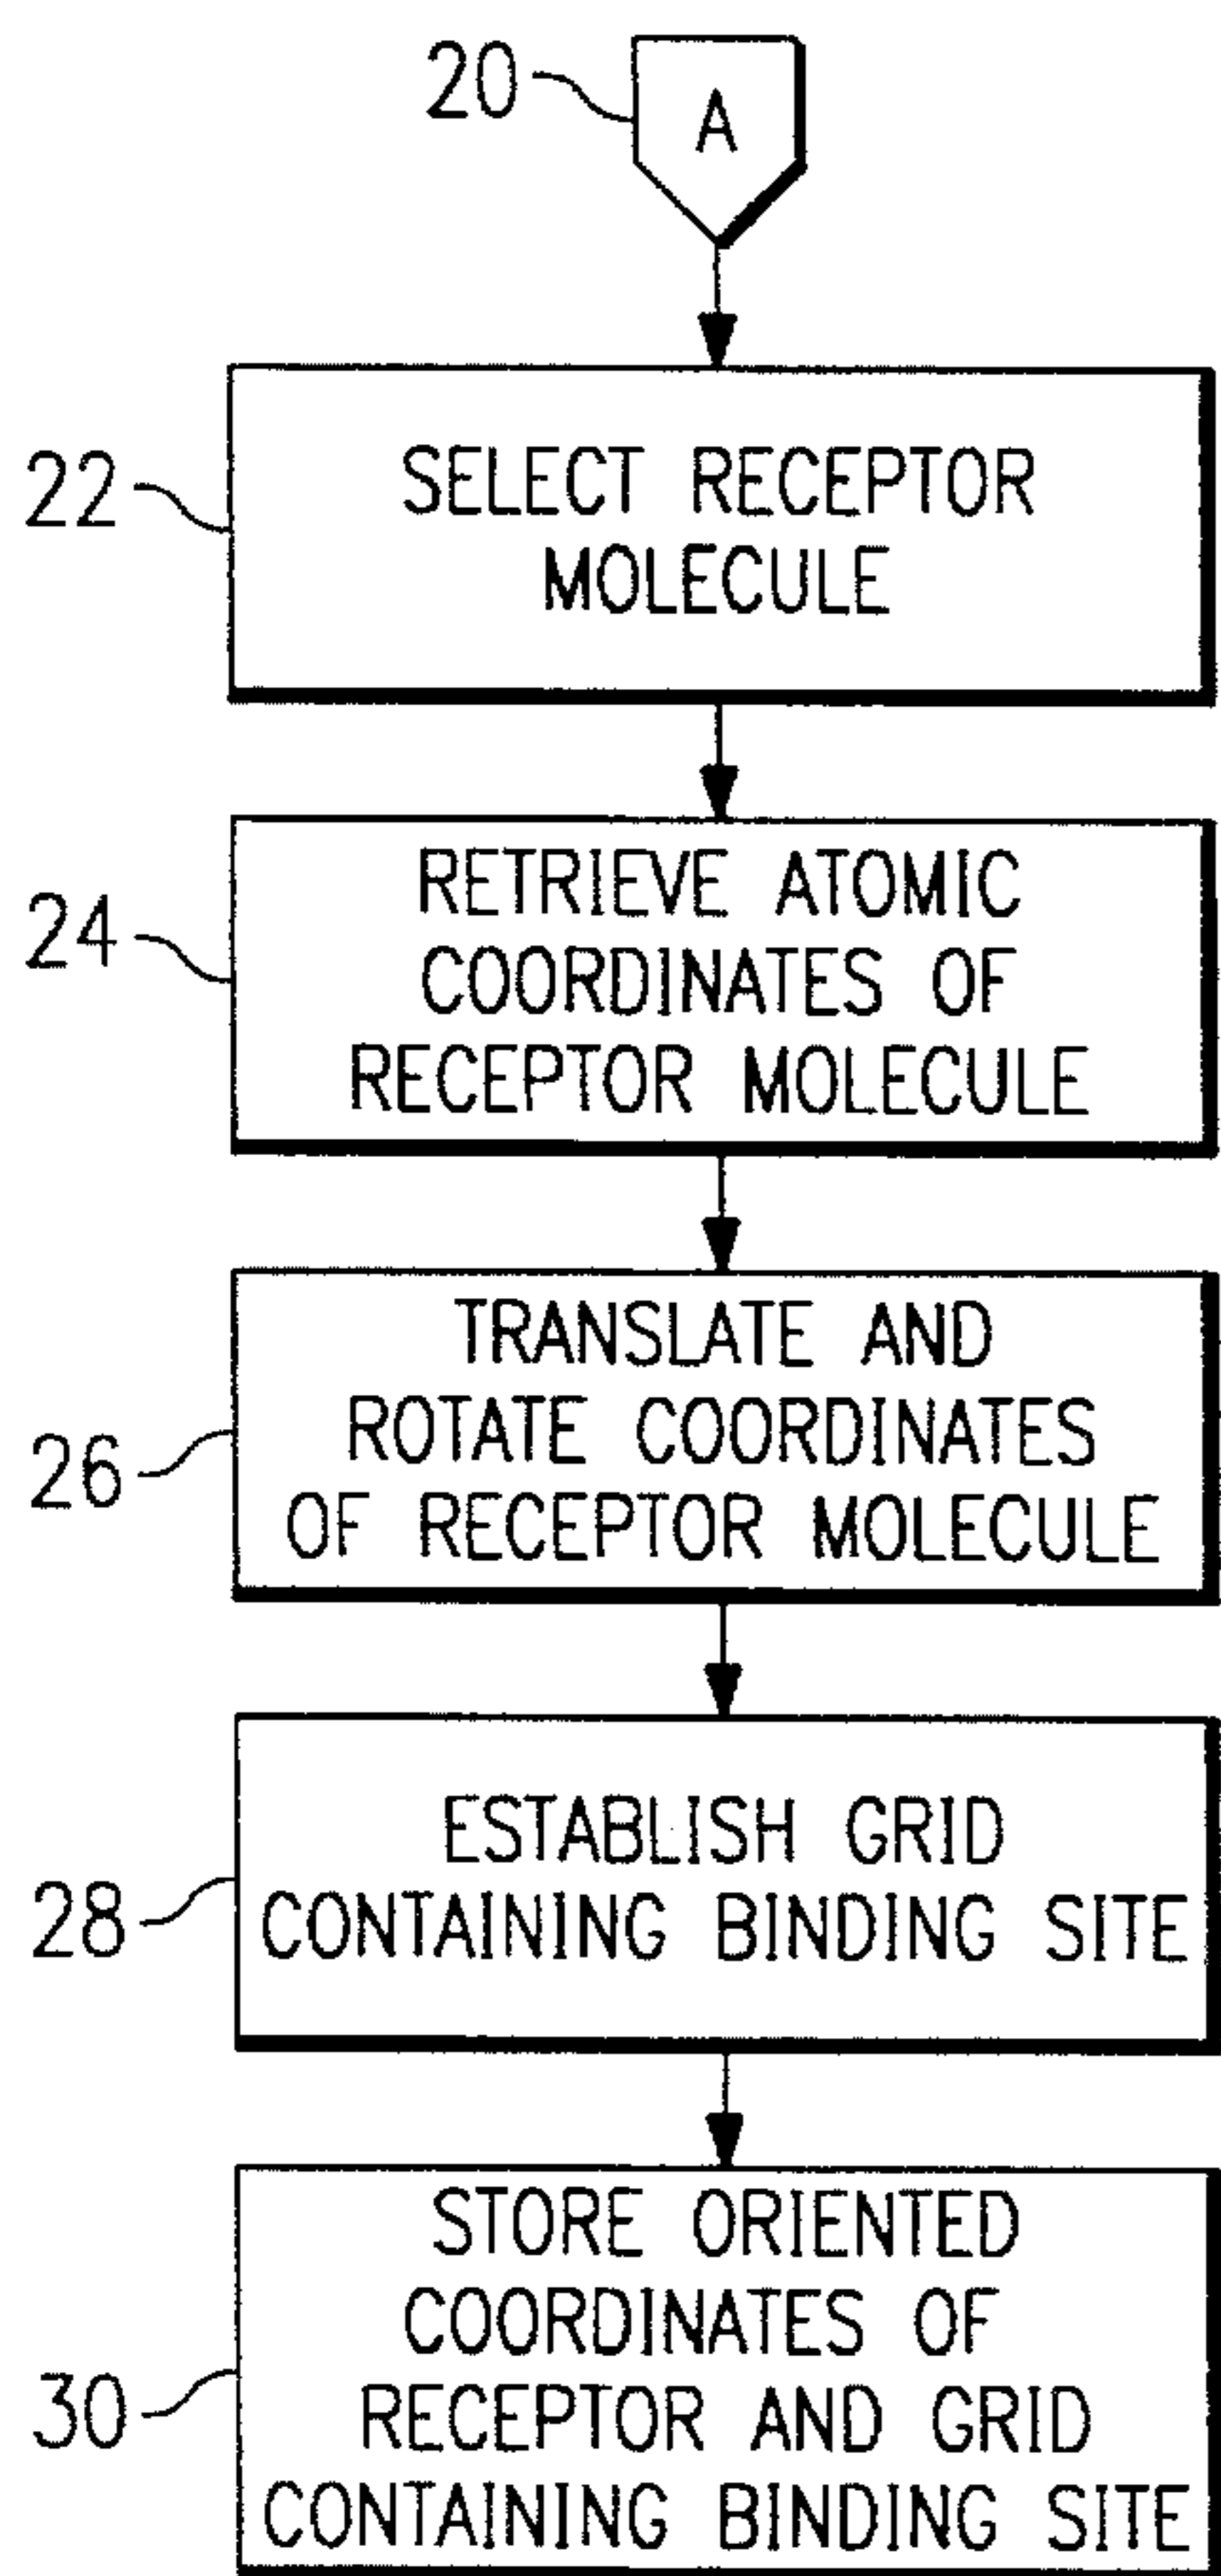 20
A
22
SELECT RECEPTOR
MOLECULE
24
RETRIEVE ATOMIC
COORDINATES OF
RECEPTOR MOLECULE
26
TRANSLATE AND
ROTATE COORDINATES
OF RECEPTOR MOLECULE
28
ESTABLISH GRID
CONTAINING BINDING SITE
30
STORE ORIENTED
COORDINATES OF
RECEPTOR AND GRID
CONTAINING BINDING SITE